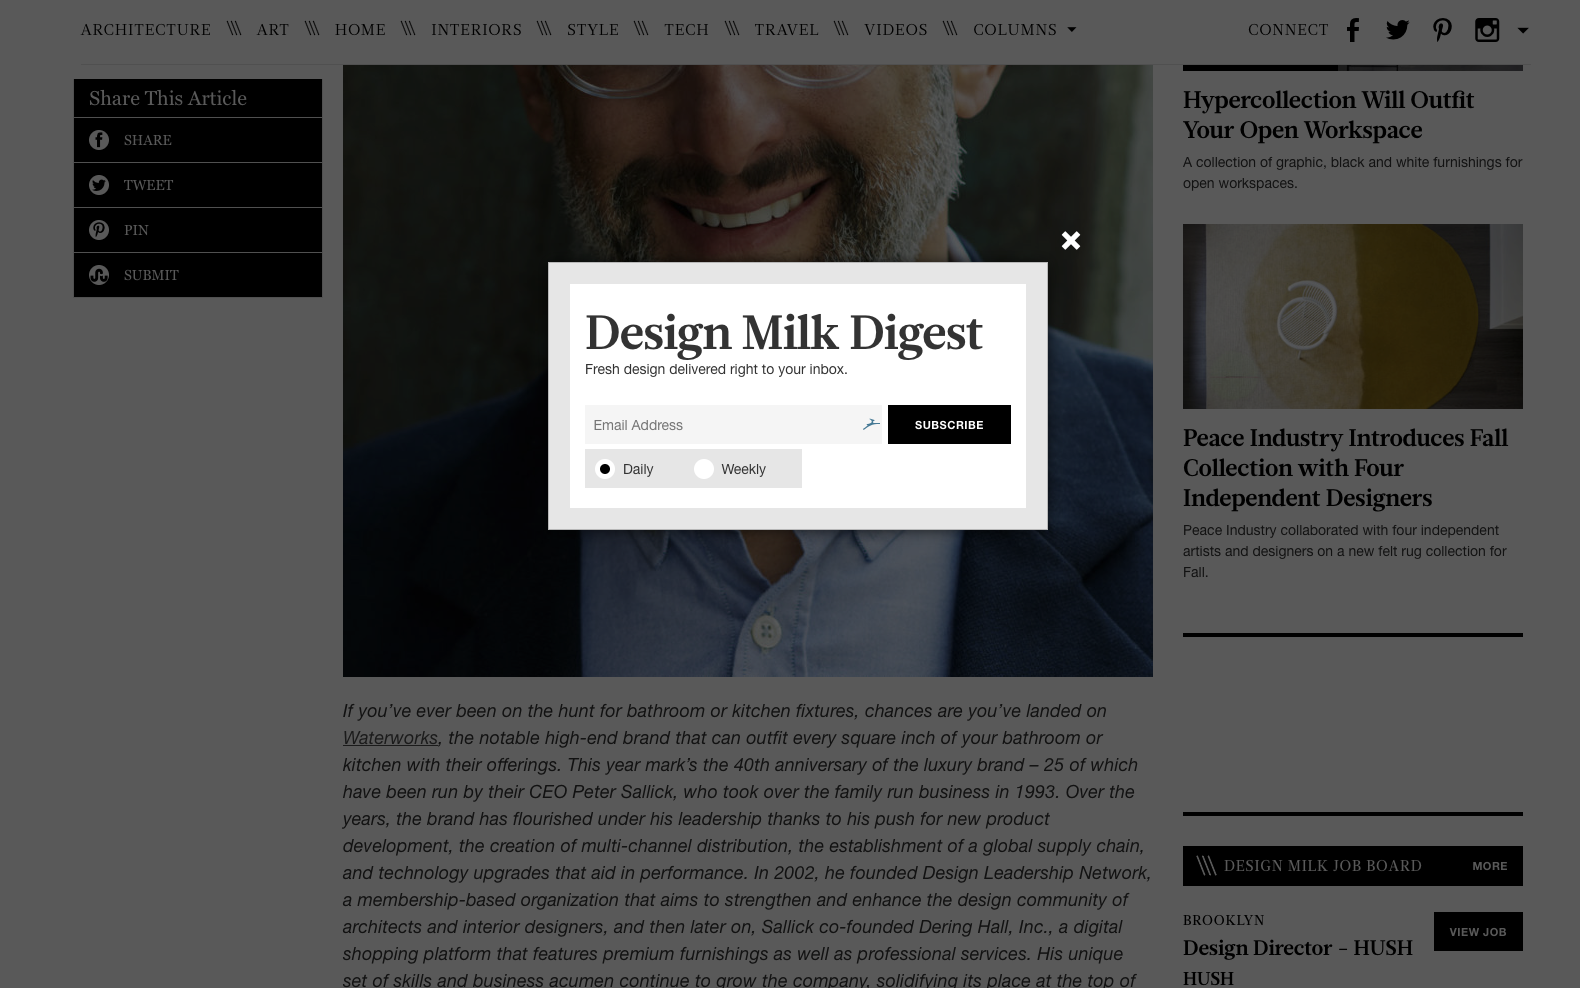 ARCHITECTURE ART HOME INTERIORS STYLE TECH TRAVEL VIDEOS COLUMNS CONNECT
Share This Article
SHARE
TWEET
PIN
SUBMIT
Hypercollection Will Outfit
Your Open Workspace
A collection of graphic, black and white furnishings for
open workspaces.
Design Milk Digest
Fresh design delivered right to your inbox.
Email Address SUBSCRIBE
Daily Weekly
Peace Industry Introduces Fall
Collection with Four
Independent Designers
Peace Industry collaborated with four independent
artists and designers on a new felt rug collection for
Fall.
If you’ve ever been on the hunt for bathroom or kitchen fixtures, chances are you’ve landed on
Waterworks, the notable high-end brand that can outfit every square inch of your bathroom or
kitchen with their offerings. This year mark’s the 40th anniversary of the luxury brand – 25 of which
have been run by their CEO Peter Sallick, who took over the family run business in 1993. Over the
years, the brand has flourished under his leadership thanks to his push for new product
development, the creation of multi-channel distribution, the establishment of a global supply chain,
and technology upgrades that aid in performance. In 2002, he founded Design Leadership Network,
a membership-based organization that aims to strengthen and enhance the design community of
architects and interior designers, and then later on, Sallick co-founded Dering Hall, Inc., a digital
shopping platform that features premium furnishings as well as professional services. His unique
set of skills and business acumen continue to grow the company, solidifying its place at the top of
DESIGN MILK JOB BOARD MORE
BROOKLYN
Design Director – HUSH
HUSH
VIEW JOB